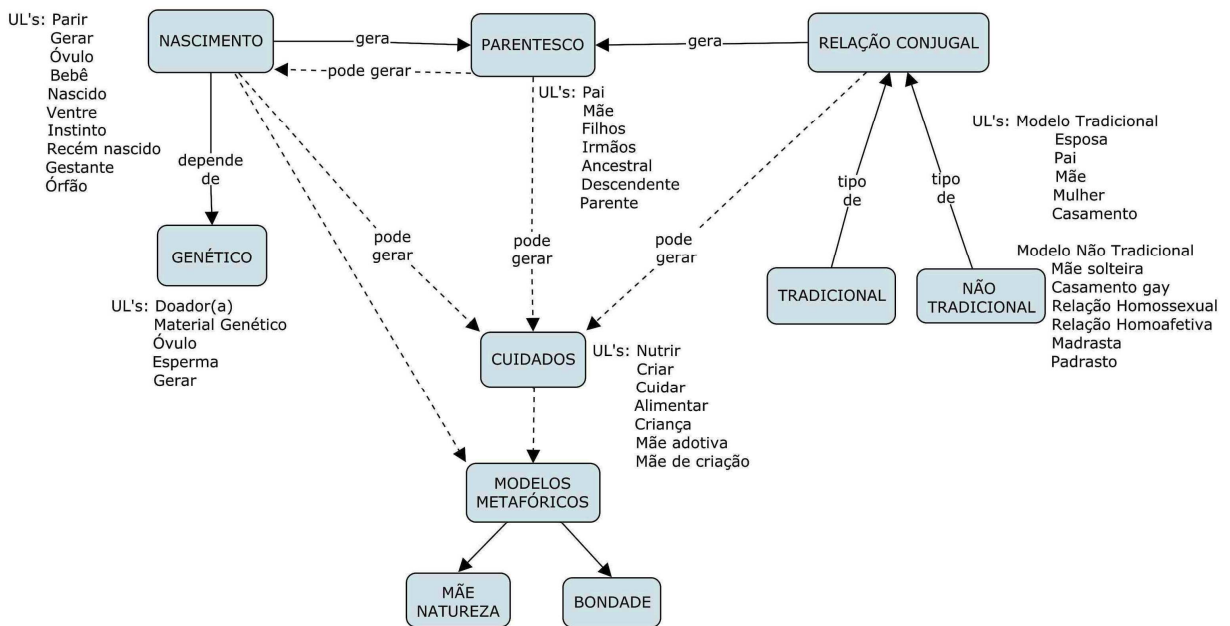 UL's: Parir
Gerar
Óvulo
Bebê
Nascido
Ventre
Instinto
Recém nascido
Gestante
Órfão
NASCIMENTO
gera
PARENTESCO
gera
RELAÇÃO CONJUGAL
pode gerar
UL's: Pai
Mãe
Filhos
Irmãos
Ancestral
Descendente
Parente
UL's: Modelo Tradicional
Esposa
Pai
Mãe
Mulher
Casamento
Modelo Não Tradicional
Mãe solteira
Casamento gay
Relação Homossexual
Relação Homoafetiva
Madrasta
Padrasto
depende
de
tipo
de
tipo
de
pode
gerar
pode
gerar
pode
gerar
GENÉTICO
UL's: Doador(a)
Material Genético
Óvulo
Esperma
Gerar
TRADICIONAL
NÃO
TRADICIONAL
CUIDADOS
UL's: Nutrir
Criar
Cuidar
Alimentar
Criança
Mãe adotiva
Mãe de criação
MODELOS
METAFÓRICOS
MÃE
NATUREZA
BONDADE